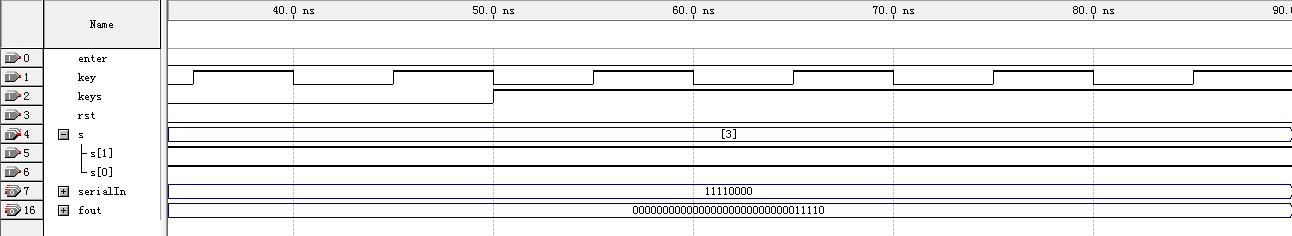 Name
40.0 ns 50.0 ns 60.0 ns 70.0 ns 80.0 ns 90.
0 enter
1 key
2 keys
3 rst
4 s [3]
5 s[1]
6 s[0]
7 serialIn 11110000
16 fout 00000000000000000000000000011110